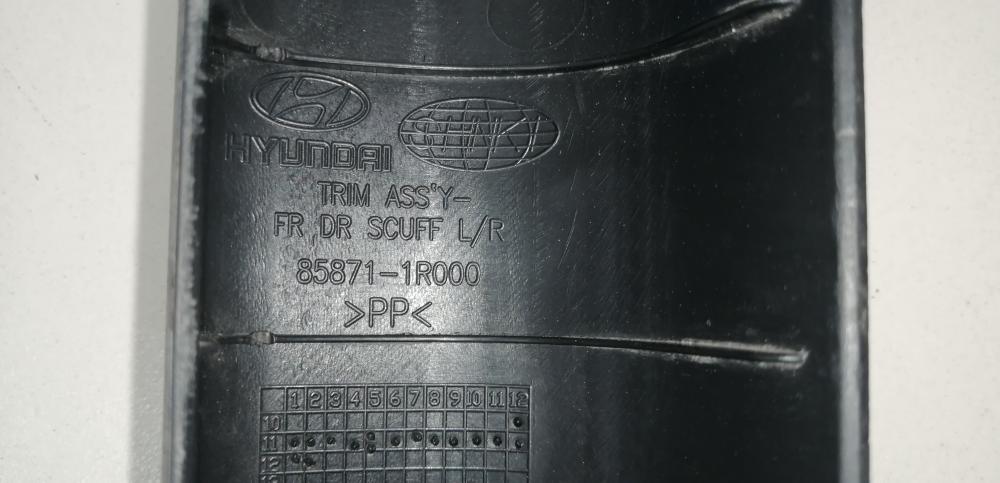 HYUNDAI
TRIM ASS'Y-
FR DR SCUFF L/R
85871-1R000
>PP<
1 2 3 4 5 6 7 8 9 10 11 12
10
11
12